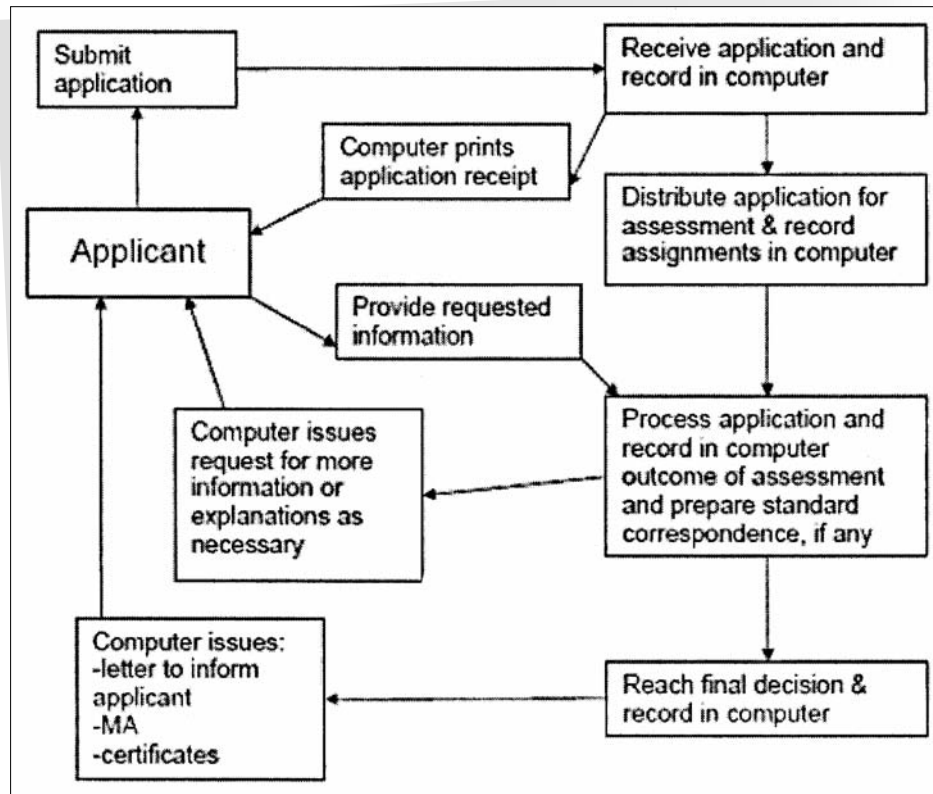 Submit
application
Receive application and
record in computer
Computer prints
application receipt
Distribute application for
assessment & record
assignments in computer
Applicant
Provide requested
information
Computer issues
request for more
information or
explanations as
necessary
Process application and
record in computer
outcome of assessment
and prepare standard
correspondence, if any
Computer issues:
-letter to inform
applicant
-MA
-certificates
Reach final decision &
record in computer